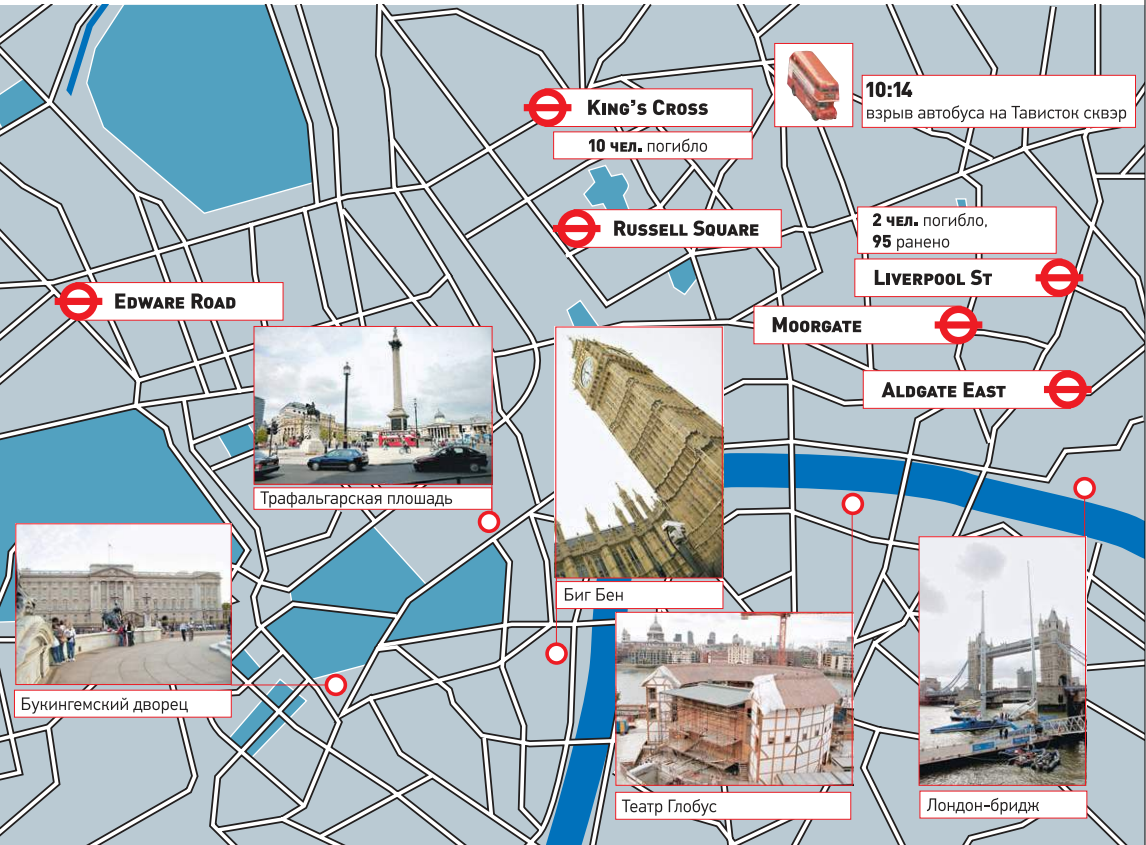 KING'S CROSS
10 чел. погибло
10:14
взрыв автобуса на Тависток сквэр
RUSSELL SQUARE
2 чел. погибло,
95 ранено
LIVERPOOL ST
EDWARE ROAD
MOORGATE
ALDGATE EAST
Трафальгарская плошадь
Биг Бен
Букингемский дворец
Театр Глобус
Лондон-бридж